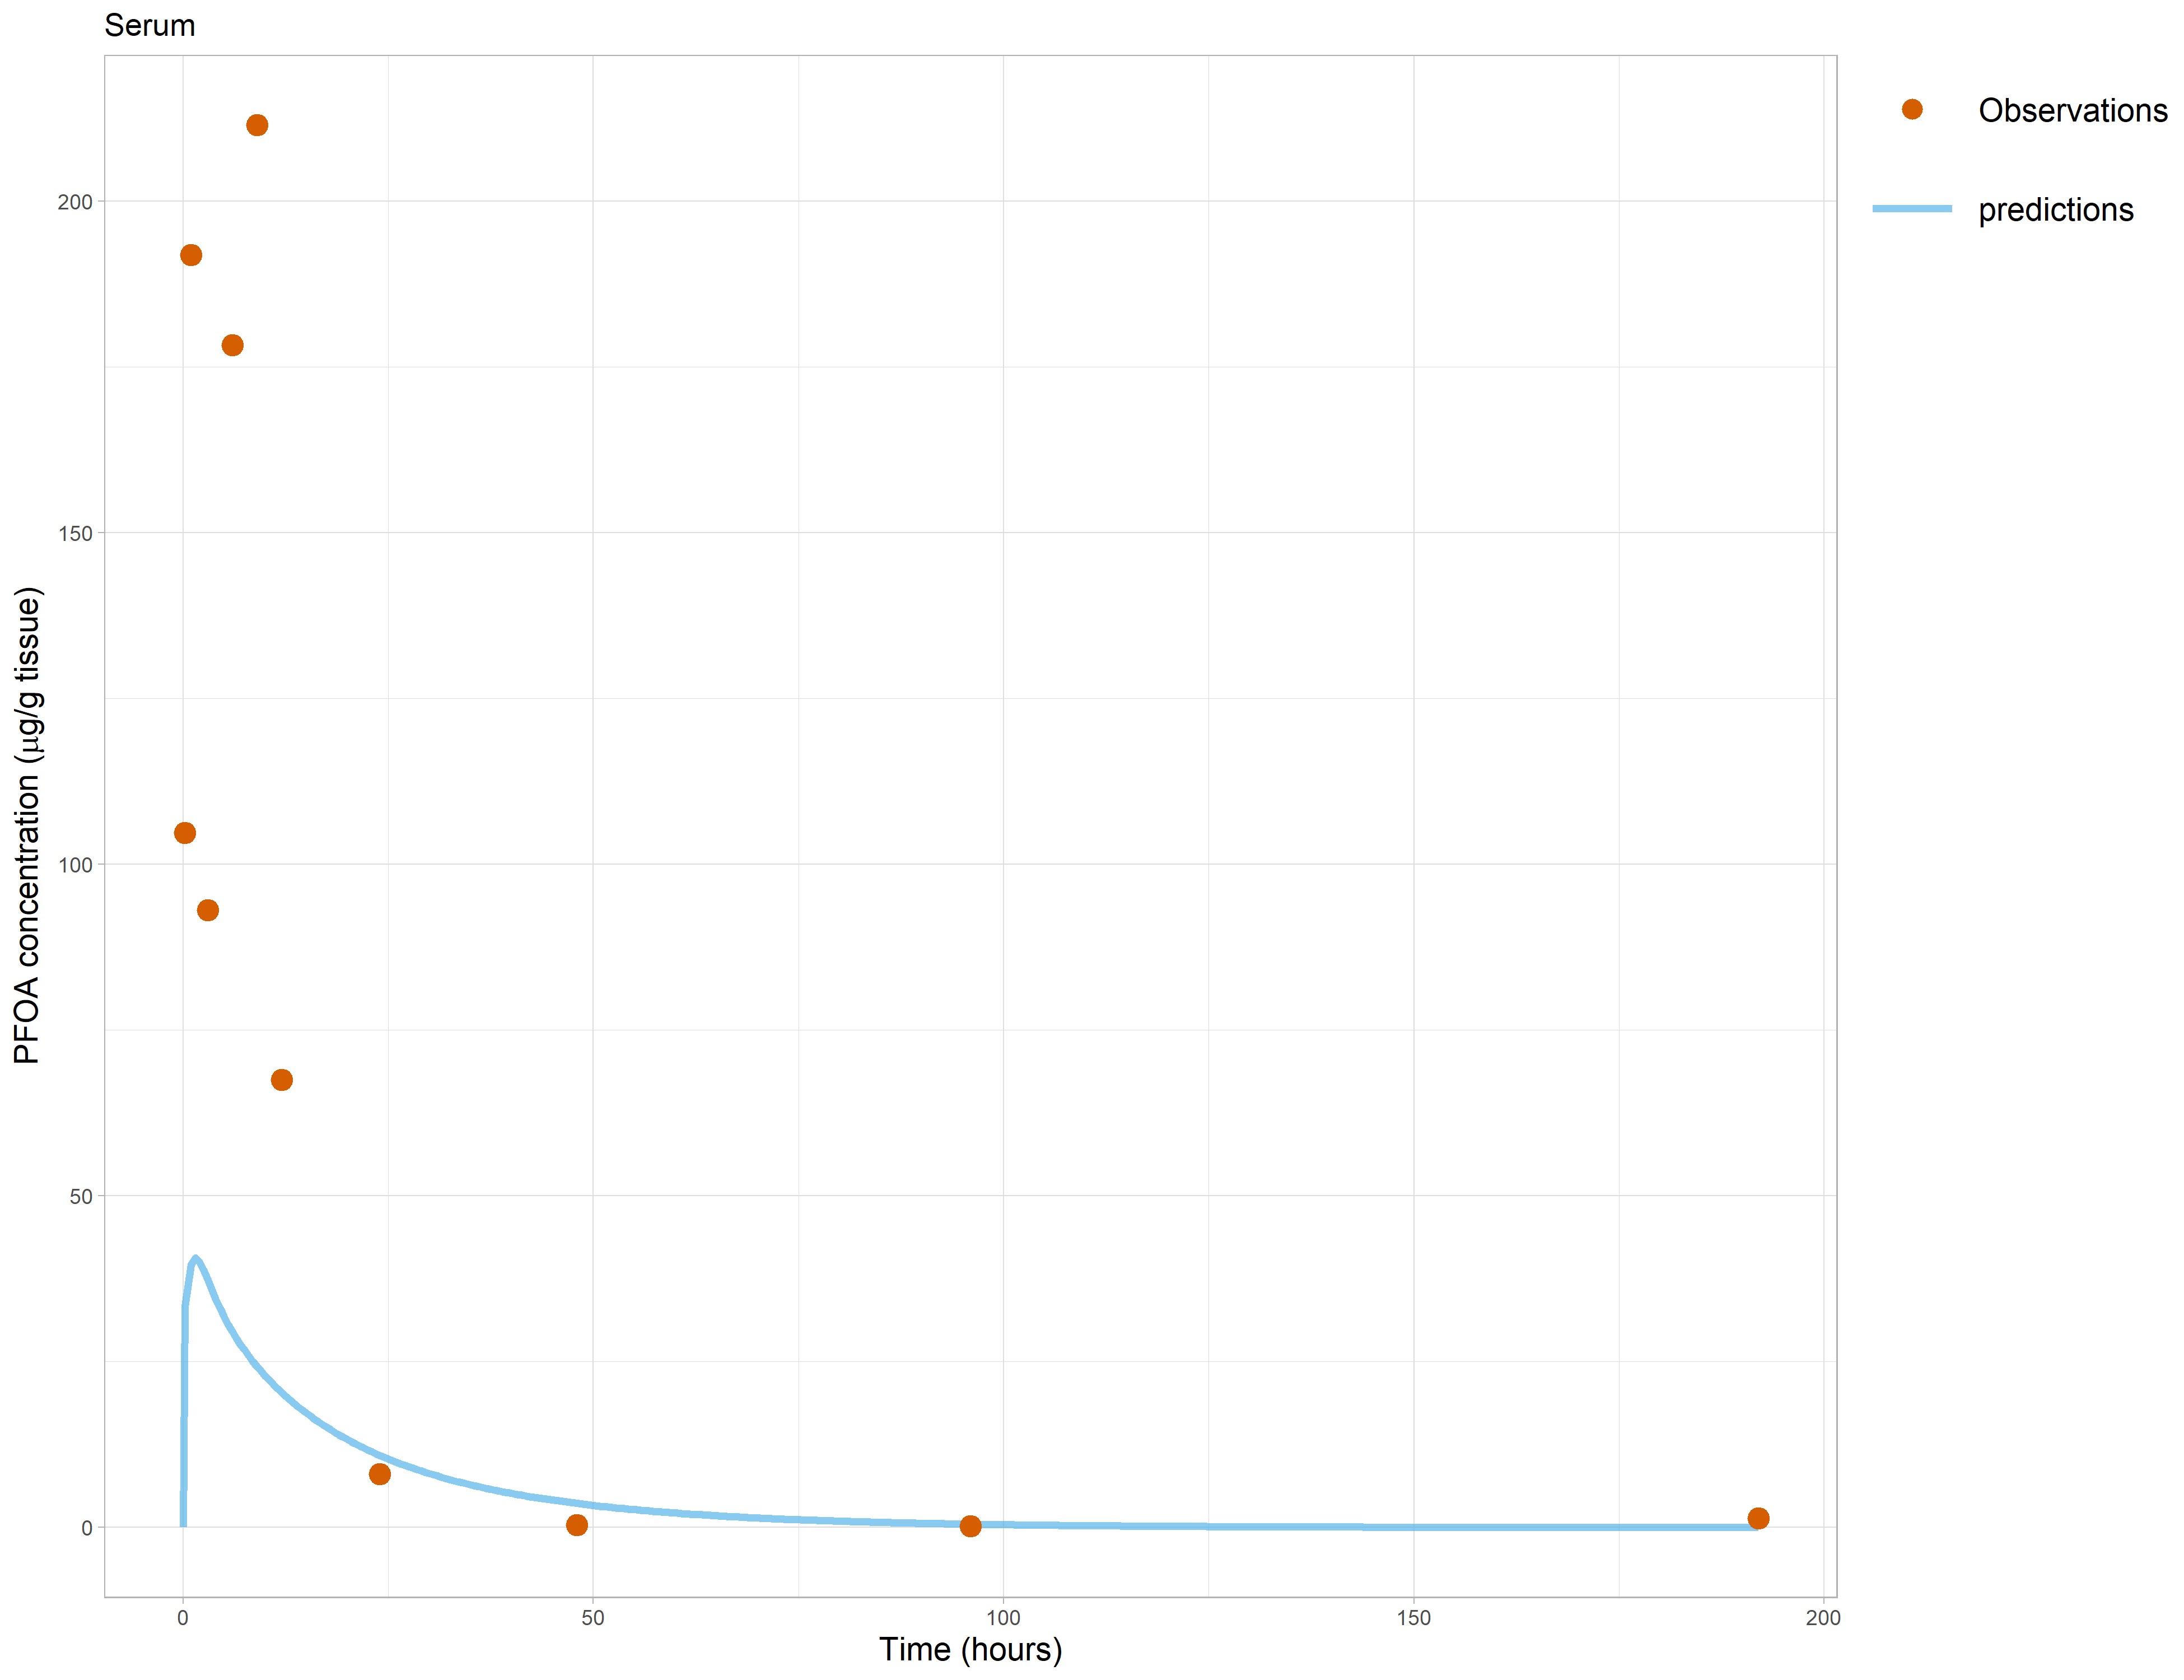 Serum
Observations
predictions
PFOA concentration (μg/g tissue)
200
150
100
50
0
0 50 100 150 200
Time (hours)